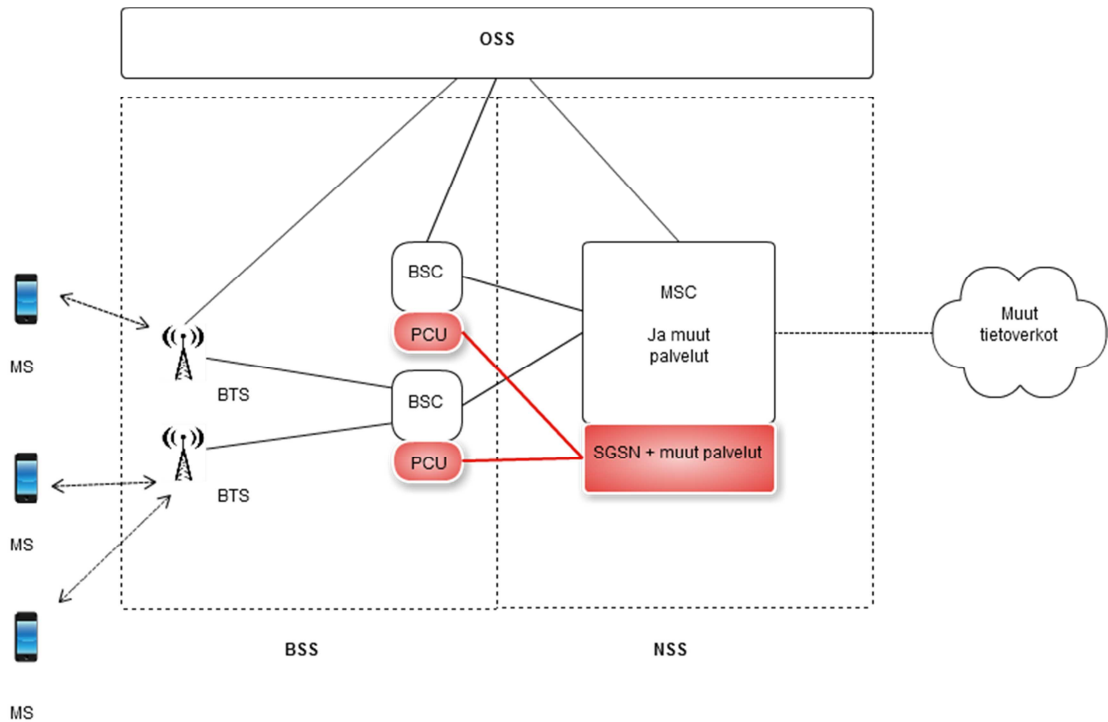 OSS
BSC
MSC
Muut
tietoverkot
PCU
Ja muut
palvelut
MS
BTS
BSC
PCU
SGSN + muut palvelut
BTS
MS
BSS
NSS
MS